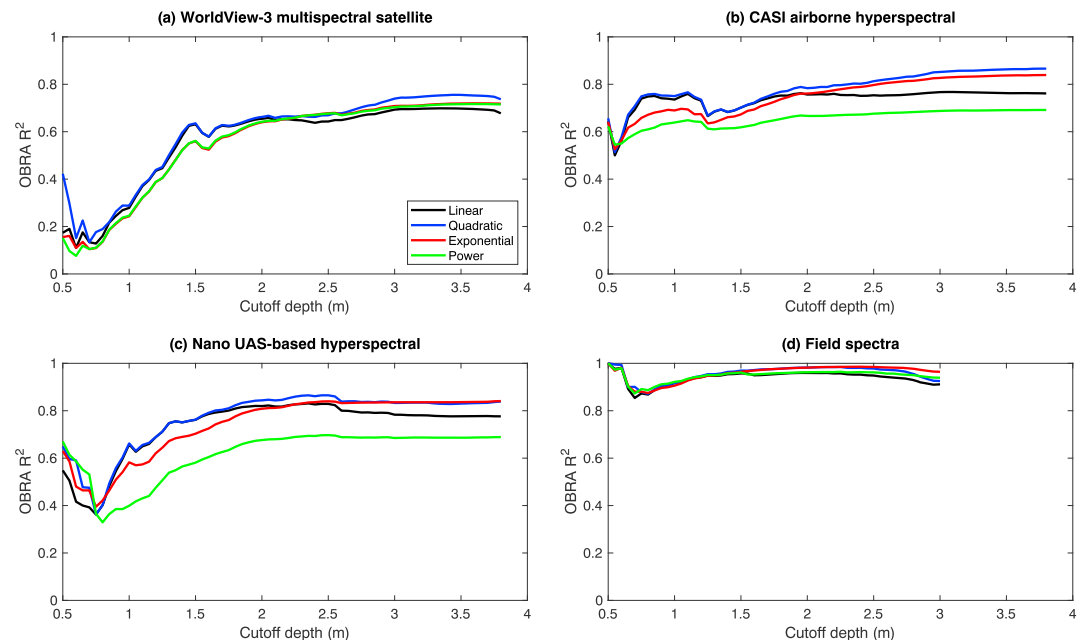 (a) WorldView-3 multispectral satellite
1
0.8
0.6
0.4
0.2
0
OBRA R²
0.5 1 1.5 2 2.5 3 3.5 4
Cutoff depth (m)
Linear
Quadratic
Exponential
Power
(b) CASI airborne hyperspectral
1
0.8
0.6
0.4
0.2
0
OBRA R²
0.5 1 1.5 2 2.5 3 3.5 4
Cutoff depth (m)
(c) Nano UAS-based hyperspectral
1
0.8
0.6
0.4
0.2
0
OBRA R²
0.5 1 1.5 2 2.5 3 3.5 4
Cutoff depth (m)
(d) Field spectra
1
0.8
0.6
0.4
0.2
0
OBRA R²
0.5 1 1.5 2 2.5 3 3.5 4
Cutoff depth (m)